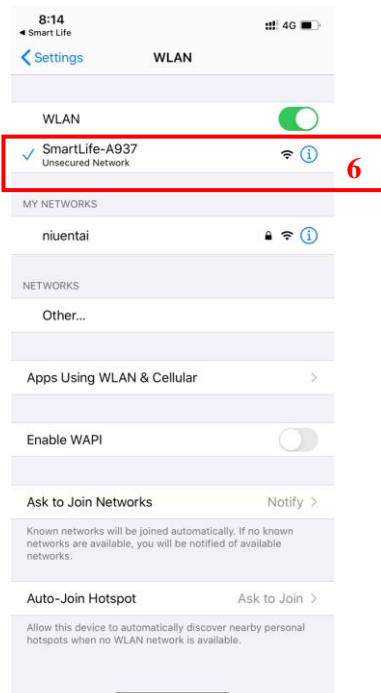 8:14
4G
◀ Smart Life
Settings
WLAN
WLAN
SmartLife-A937
Unsecured Network
6
MY NETWORKS
niuentai
NETWORKS
Other...
Apps Using WLAN & Cellular
Enable WAPI
Ask to Join Networks
Notify
Known networks will be joined automatically. If no known
networks are available, you will be notified of available
networks.
Auto-Join Hotspot
Ask to Join
Allow this device to automatically discover nearby personal
hotspots when no WLAN network is available.